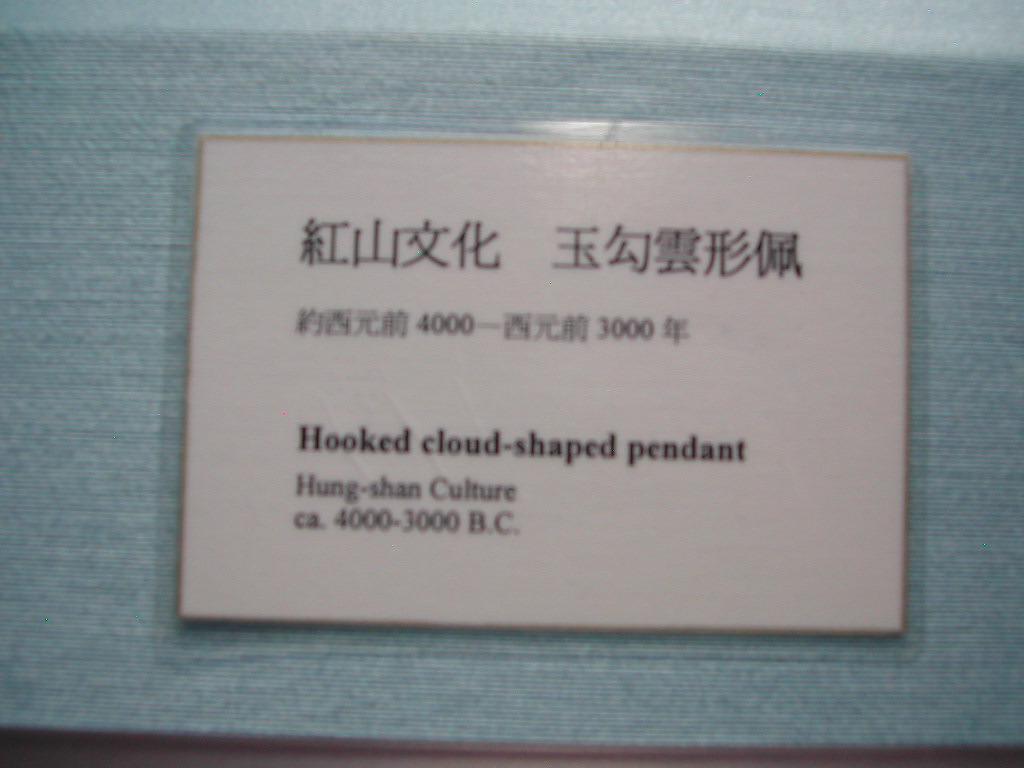 紅山文化　玉勾雲形佩
約西元前 4000－西元前 3000 年
Hooked cloud-shaped pendant
Hung-shan Culture
ca. 4000-3000 B.C.